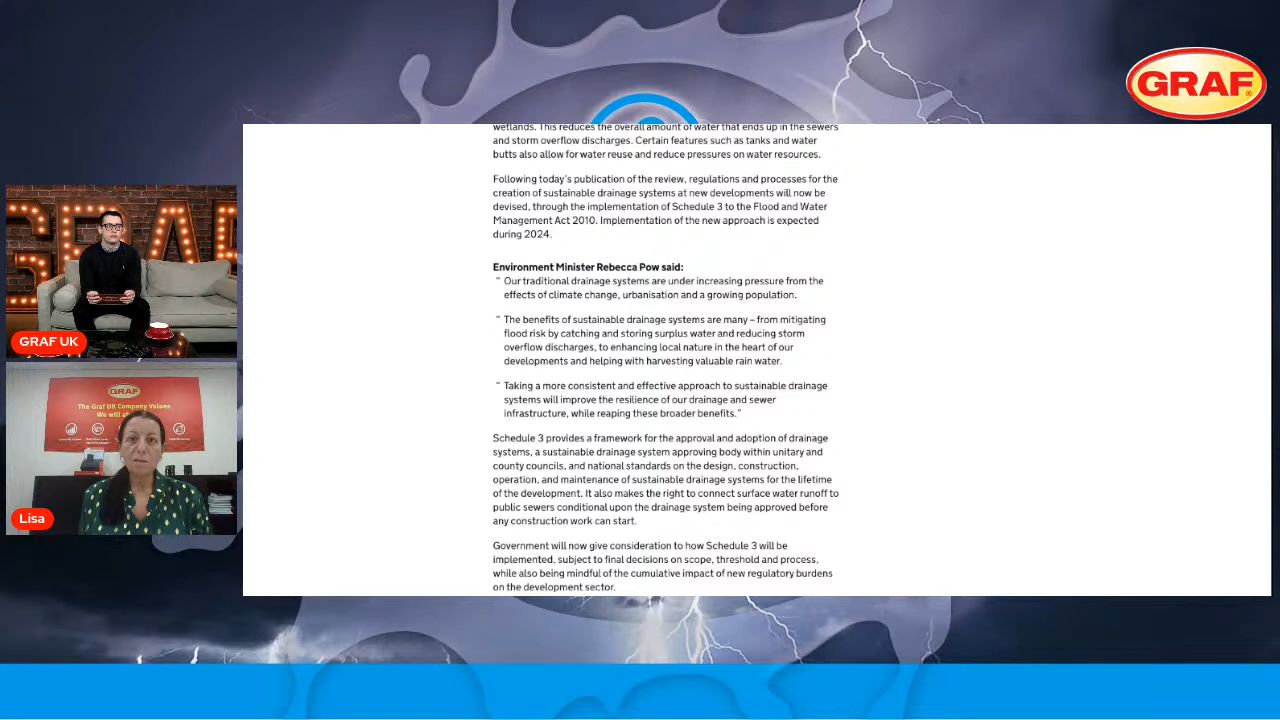 GRAF
GRAF
GRAF UK
GRAF
The Graf UK Company Values
Lisa
wetlands. This reduces the overall amount of water that ends up in the sewers
and storm overflow discharges. Certain features such as tanks and water
butts also allow for water reuse and reduce pressures on water resources.
Following today's publication of the review, regulations and processes for the
creation of sustainable drainage systems at new developments will now be
devised, through the implementation of Schedule 3 to the Flood and Water
Management Act 2010. Implementation of the new approach is expected
during 2024.
Environment Minister Rebecca Pow said:
" Our traditional drainage systems are under increasing pressure from the
effects of climate change, urbanisation and a growing population.
" The benefits of sustainable drainage systems are many – from mitigating
flood risk by catching and storing surplus water and reducing storm
overflow discharges, to enhancing local nature in the heart of our
developments and helping with harvesting valuable rain water.
" Taking a more consistent and effective approach to sustainable drainage
systems will improve the resilience of our drainage and sewer
infrastructure, while reaping these broader benefits."
Schedule 3 provides a framework for the approval and adoption of drainage
systems, a sustainable drainage system approving body within unitary and
county councils, and national standards on the design, construction,
operation, and maintenance of sustainable drainage systems for the lifetime
of the development. It also makes the right to connect surface water runoff to
public sewers conditional upon the drainage system being approved before
any construction work can start.
Government will now give consideration to how Schedule 3 will be
implemented, subject to final decisions on scope, threshold and process,
while also being mindful of the cumulative impact of new regulatory burdens
on the development sector.